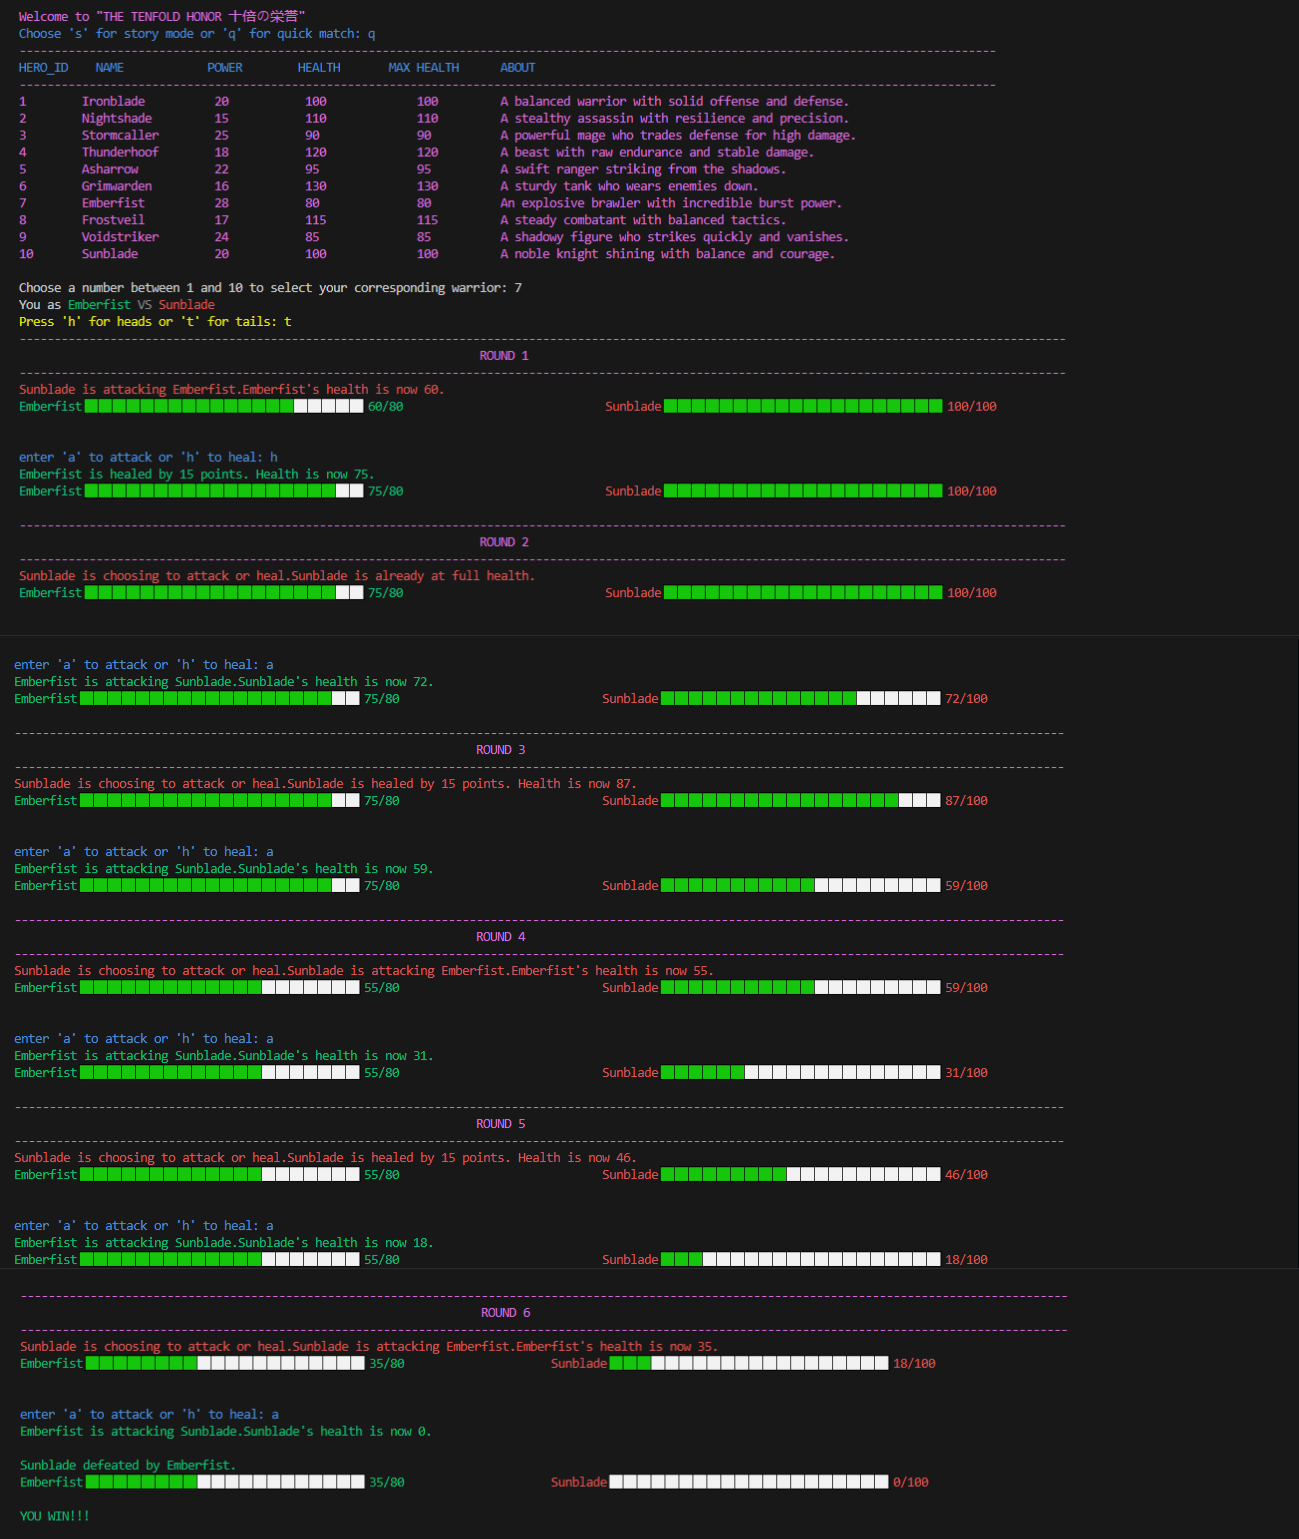 Welcome to "THE TENFOLD HONOR 十倍の栄誉"
Choose 's' for story mode or 'q' for quick match: q
HERO_ID NAME POWER HEALTH MAX HEALTH ABOUT
1 Ironblade 20 100 100 A balanced warrior with solid offense and defense.
2 Nightshade 15 110 110 A stealthy assassin with resilience and precision.
3 Stormcaller 25 90 90 A powerful mage who trades defense for high damage.
4 Thunderhoof 18 120 120 A beast with raw endurance and stable damage.
5 Asharrow 22 95 95 A swift ranger striking from the shadows.
6 Grimwarden 16 130 130 A sturdy tank who wears enemies down.
7 Emberfist 28 80 80 An explosive brawler with incredible burst power.
8 Frostveil 17 115 115 A steady combatant with balanced tactics.
9 Voidstriker 24 85 85 A shadowy figure who strikes quickly and vanishes.
10 Sunblade 20 100 100 A noble knight shining with balance and courage.
Choose a number between 1 and 10 to select your corresponding warrior: 7
You as Emberfist VS Sunblade
Press 'h' for heads or 't' for tails: t
ROUND 1
Sunblade is attacking Emberfist.Emberfist's health is now 60.
Emberfist 60/80 Sunblade 100/100
enter 'a' to attack or 'h' to heal: h
Emberfist is healed by 15 points. Health is now 75.
Emberfist 75/80 Sunblade 100/100
ROUND 2
Sunblade is choosing to attack or heal.Sunblade is already at full health.
Emberfist 75/80 Sunblade 100/100
enter 'a' to attack or 'h' to heal: a
Emberfist is attacking Sunblade.Sunblade's health is now 72.
Emberfist 75/80 Sunblade 72/100
ROUND 3
Sunblade is choosing to attack or heal.Sunblade is healed by 15 points. Health is now 87.
Emberfist 75/80 Sunblade 87/100
enter 'a' to attack or 'h' to heal: a
Emberfist is attacking Sunblade.Sunblade's health is now 59.
Emberfist 75/80 Sunblade 59/100
ROUND 4
Sunblade is choosing to attack or heal.Sunblade is attacking Emberfist.Emberfist's health is now 55.
Emberfist 55/80 Sunblade 59/100
enter 'a' to attack or 'h' to heal: a
Emberfist is attacking Sunblade.Sunblade's health is now 31.
Emberfist 55/80 Sunblade 31/100
ROUND 5
Sunblade is choosing to attack or heal.Sunblade is healed by 15 points. Health is now 46.
Emberfist 55/80 Sunblade 46/100
enter 'a' to attack or 'h' to heal: a
Emberfist is attacking Sunblade.Sunblade's health is now 18.
Emberfist 55/80 Sunblade 18/100
ROUND 6
Sunblade is choosing to attack or heal.Sunblade is attacking Emberfist.Emberfist's health is now 35.
Emberfist 35/80 Sunblade 18/100
enter 'a' to attack or 'h' to heal: a
Emberfist is attacking Sunblade.Sunblade's health is now 0.
Sunblade defeated by Emberfist.
Emberfist 35/80 Sunblade 0/100
YOU WIN!!!